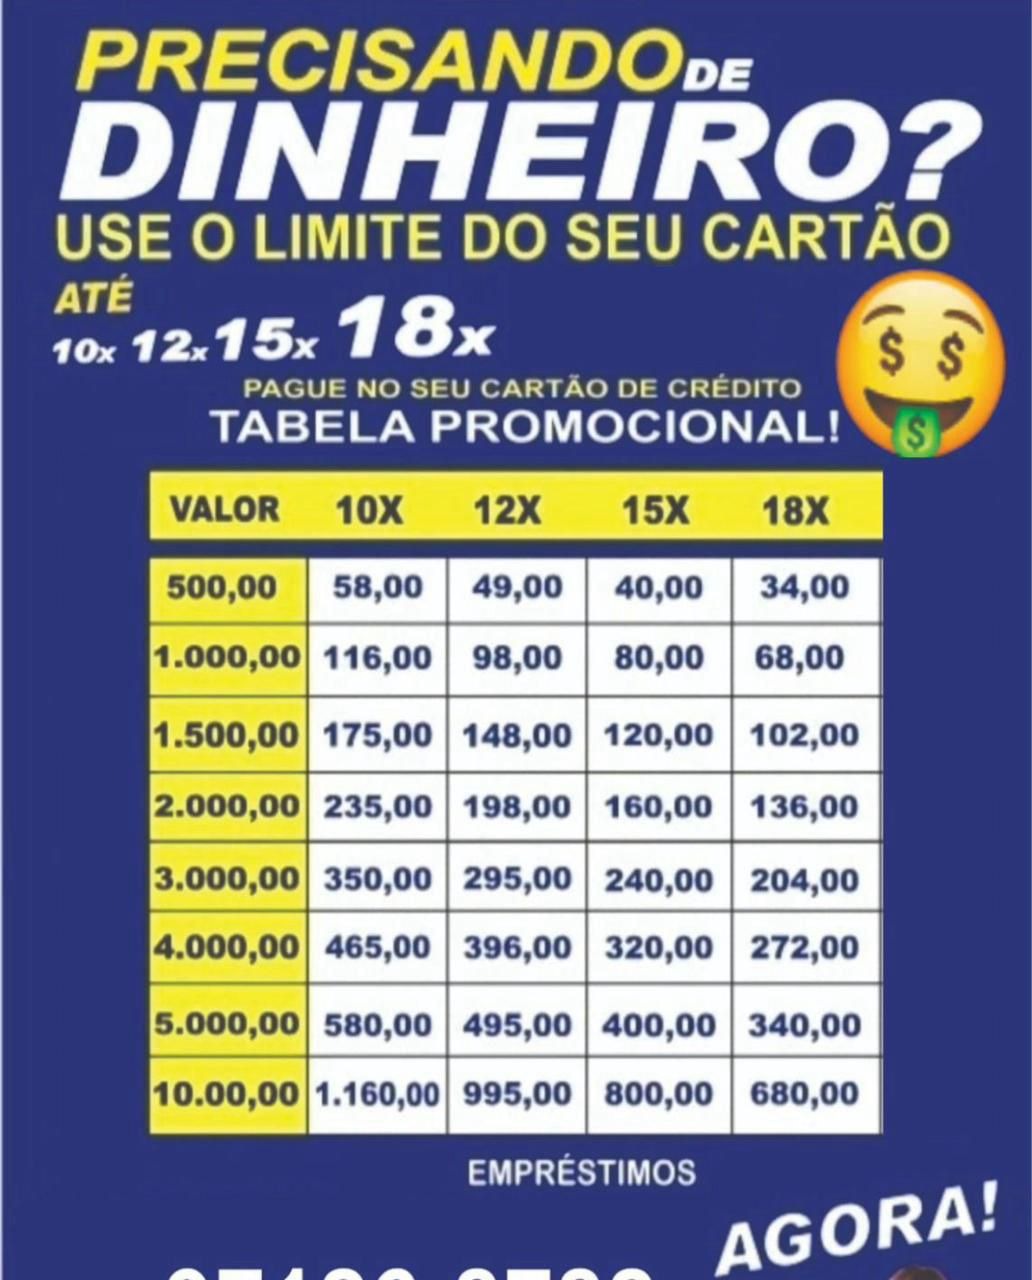 PRECISANDO DE
DINHEIRO?
USE O LIMITE DO SEU CARTÃO
ATÉ
10x 12x 15x 18x
PAGUE NO SEU CARTÃO DE CRÉDITO
TABELA PROMOCIONAL!
VALOR 10X 12X 15X 18X
500,00 58,00 49,00 40,00 34,00
1.000,00 116,00 98,00 80,00 68,00
1.500,00 175,00 148,00 120,00 102,00
2.000,00 235,00 198,00 160,00 136,00
3.000,00 350,00 295,00 240,00 204,00
4.000,00 465,00 396,00 320,00 272,00
5.000,00 580,00 495,00 400,00 340,00
10.00,00 1.160,00 995,00 800,00 680,00
EMPRÉSTIMOS
AGORA!